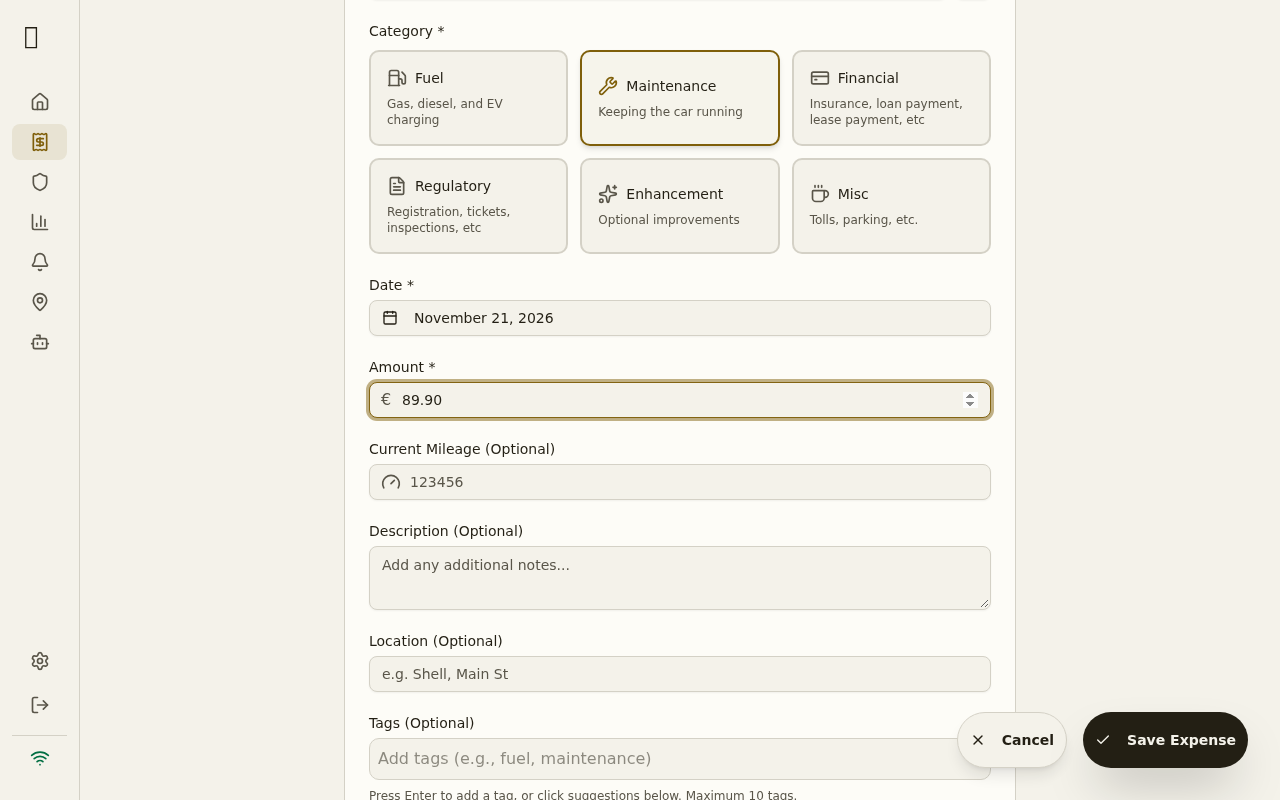 Category *
Fuel
Gas, diesel, and EV
charging
Maintenance
Keeping the car running
Financial
Insurance, loan payment,
lease payment, etc
Regulatory
Registration, tickets,
inspections, etc
Enhancement
Optional improvements
Misc
Tolls, parking, etc.
Date *
November 21, 2026
Amount *
€ 89.90
Current Mileage (Optional)
123456
Description (Optional)
Add any additional notes...
Location (Optional)
e.g. Shell, Main St
Tags (Optional)
Add tags (e.g., fuel, maintenance)
Press Enter to add a tag, or click suggestions below. Maximum 10 tags.
Cancel
Save Expense